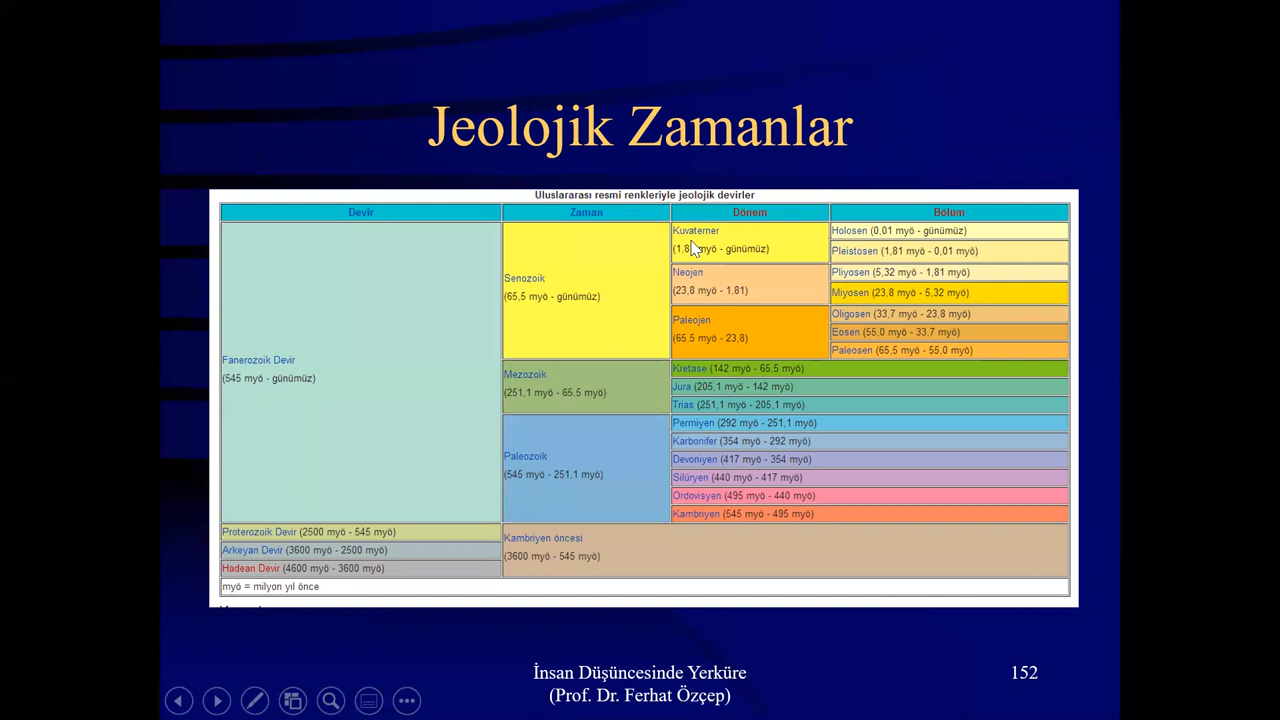 Jeolojik Zamanlar
Uluslararası resmi renkleriyle jeolojik devirler
Devir Zaman Dönem Bölüm
Fanerozoik Devir
(545 myö - günümüz)
Senozoik
(65,5 myö - günümüz)
Kuvaterner
myö - günümüz)
Holosen (0,01 myö - günümüz)
Pleistosen (1,81 myö - 0,01 myö)
Neojen
(23,8 myö - 1,81)
Pliyosen (5,32 myö - 1,81 myö)
Miyosen (23,8 myö - 5,32 myö)
Paleojen
(65,5 myö - 23,8)
Oligosen (33,7 myö - 23,8 myö)
Eosen (55,0 myö - 33,7 myö)
Paleosen (65,5 myö - 55,0 myö)
Mezozoik
(251,1 myö - 65,5 myö)
Kretase (142 myö - 65,5 myö)
Jura (205,1 myö - 142 myö)
Trias (251,1 myö - 205,1 myö)
Paleozoik
(545 myö - 251,1 myö)
Permiyen (292 myö - 251,1 myö)
Karbonifer (354 myö - 292 myö)
Devoniyen (417 myö - 354 myö)
Silüryen (440 myö - 417 myö)
Ordovisyen (495 myö - 440 myö)
Kambriyen (545 myö - 495 myö)
Proterozoik Devir (2500 myö - 545 myö)
Arkeyan Devir (3600 myö - 2500 myö)
Hadean Devir (4600 myö - 3600 myö)
Kambriyen öncesi
(3600 myö - 545 myö)
myö = milyon yıl önce
İnsan Düşüncesinde Yerküre
(Prof. Dr. Ferhat Özçep)
152